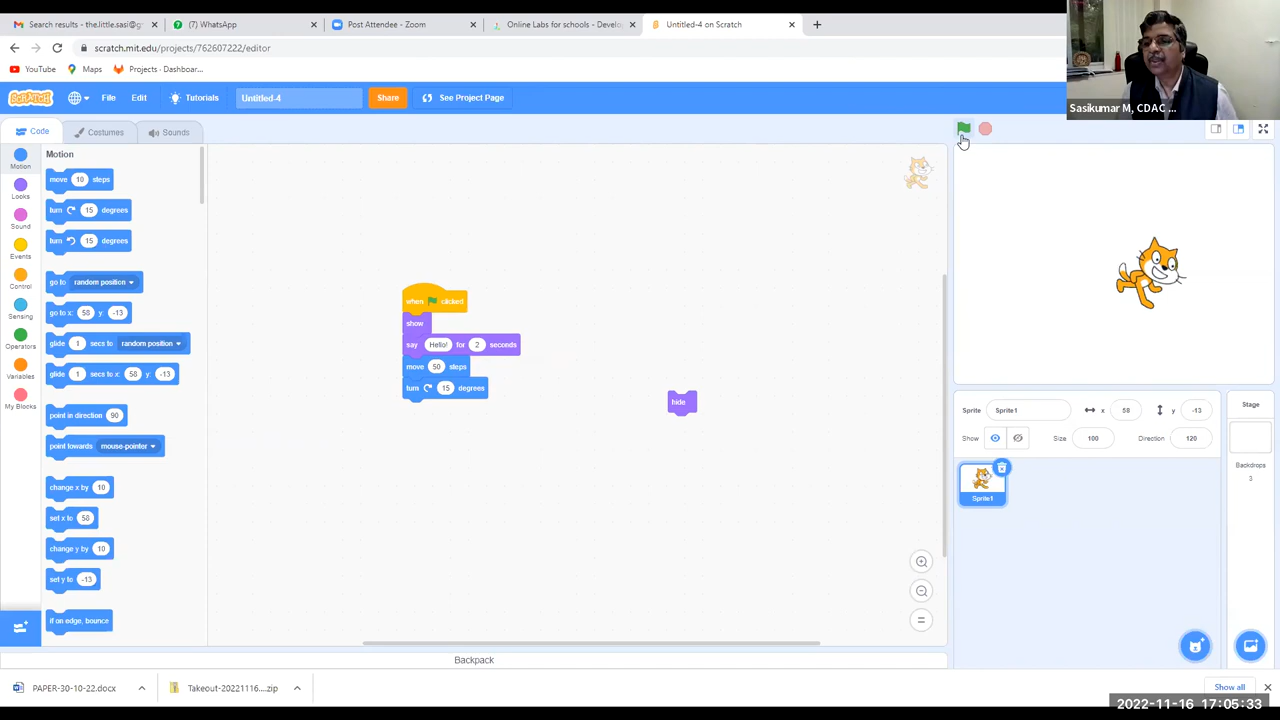 Search results - the.little.sasi@g
(7) WhatsApp
Post Attendee - Zoom
Online Labs for schools - Develop
Untitled-4 on Scratch
scratch.mit.edu/projects/762607222/editor
YouTube
Maps
Projects · Dashboar...
SCRATCH
File
Edit
Tutorials
Untitled-4
Share
See Project Page
Sasikumar M, CDAC ...
Code
Costumes
Sounds
Motion
Looks
Sound
Events
Control
Sensing
Operators
Variables
My Blocks
Motion
move 10 steps
turn 15 degrees
turn 15 degrees
go to random position
go to x: 58 y: -13
glide 1 secs to random position
glide 1 secs to x: 58 y: -13
point in direction 90
point towards mouse-pointer
change x by 10
set x to 58
change y by 10
set y to -13
if on edge, bounce
when clicked
show
say Hello! for 2 seconds
move 50 steps
turn 15 degrees
hide
Sprite Sprite1 x 58 y -13
Show Size 100 Direction 120
Sprite1
Stage
Backdrops
3
Backpack
PAPER-30-10-22.docx
Takeout-20221116....zip
Show all
2022-11-16 17:05:33